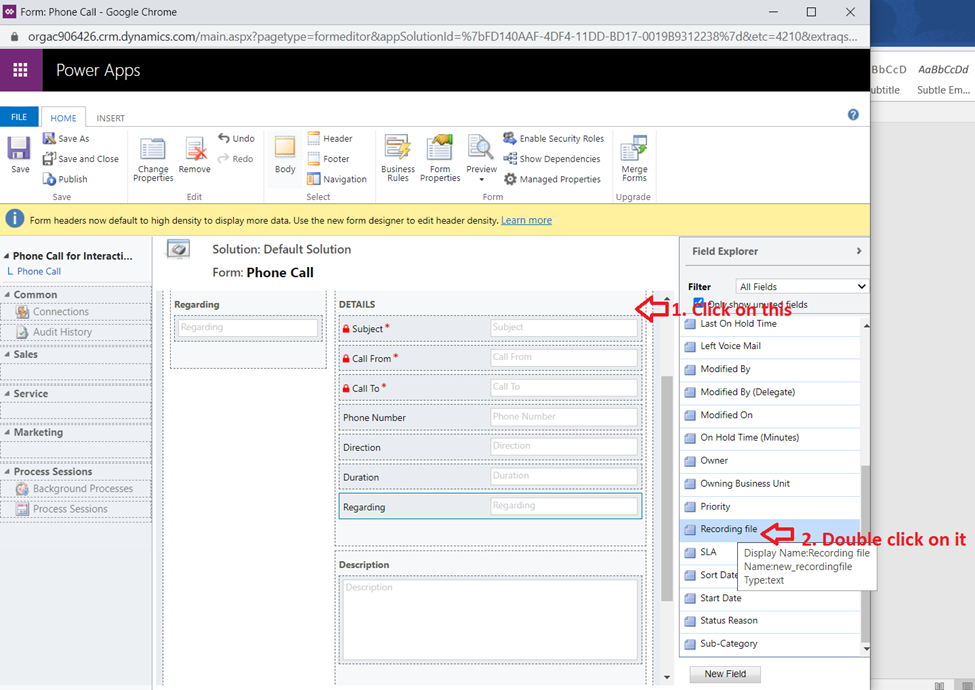 Form: Phone Call - Google Chrome
orgac906426.crm.dynamics.com/main.aspx?pagetype=formeditor&appSolutionId=%7bFD140AAF-4DF4-11DD-BD17-0019B9312238%7d&etc=4210&extraqs...
Power Apps
BbCcD AaBbCcDd
ubtitle Subtle Em...
FILE HOME INSERT
Save
Save As
Save and Close
Publish
Save
Change Properties
Remove
Undo
Redo
Edit
Body
Header
Footer
Navigation
Select
Business Rules
Form Properties
Preview
Enable Security Roles
Show Dependencies
Managed Properties
Form
Merge Forms
Upgrade
Form headers now default to high density to display more data. Use the new form designer to edit header density. Learn more
Phone Call for Interacti...
Phone Call
Common
Connections
Audit History
Sales
Service
Marketing
Process Sessions
Background Processes
Process Sessions
Solution: Default Solution
Form: Phone Call
Regarding
Regarding
DETAILS
Subject * Subject
Call From * Call From
Call To * Call To
Phone Number Phone Number
Direction Direction
Duration Duration
Regarding Regarding
Description
Description
Field Explorer
Filter All Fields
Only show unused fields
1. Click on this
Last On Hold Time
Left Voice Mail
Modified By
Modified By (Delegate)
Modified On
On Hold Time (Minutes)
Owner
Owning Business Unit
Priority
Recording file
2. Double click on it
SLA
Display Name:Recording file
Name:new_recordingfile
Type:text
Sort Date
Start Date
Status Reason
Sub-Category
New Field